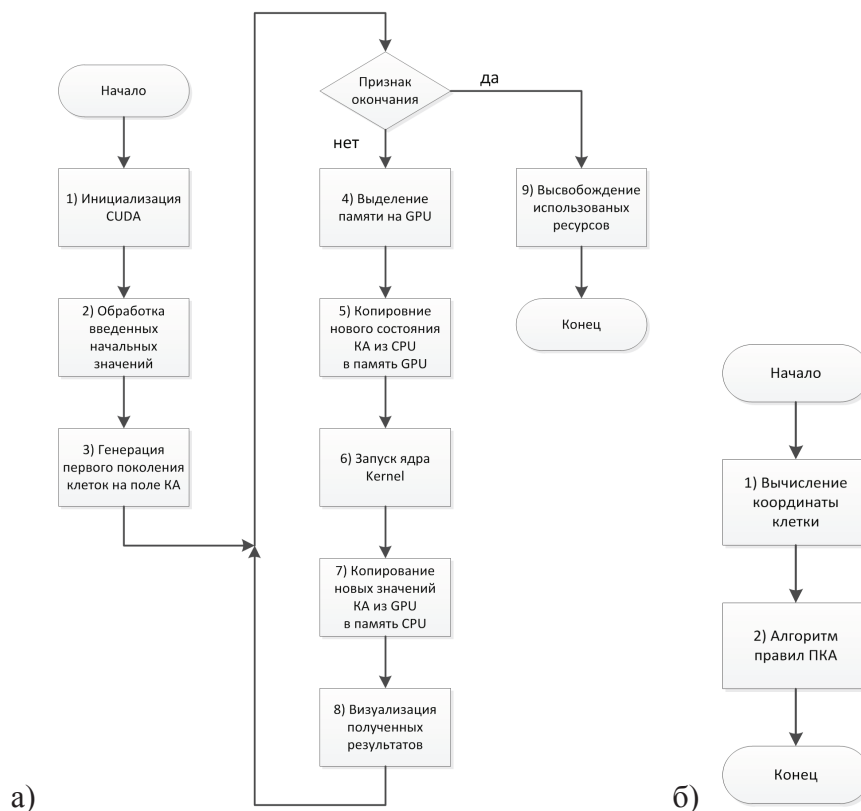 Начало
1) Инициализация
CUDA
2) Обработка
введенных
начальных
значений
3) Генерация
первого поколения
клеток на поле КА
Признак
окончания
да
нет
4) Выделение
памяти на GPU
5) Копировние
нового состояния
КА из CPU
в память GPU
6) Запуск ядра
Kernel
7) Копирование
новых значений
КА из GPU
в память CPU
8) Визуализация
полученных
результатов
9) Высвобождение
использованых
ресурсов
Конец
а)
Начало
1) Вычисление
координаты
клетки
2) Алгоритм
правил ПКА
Конец
б)